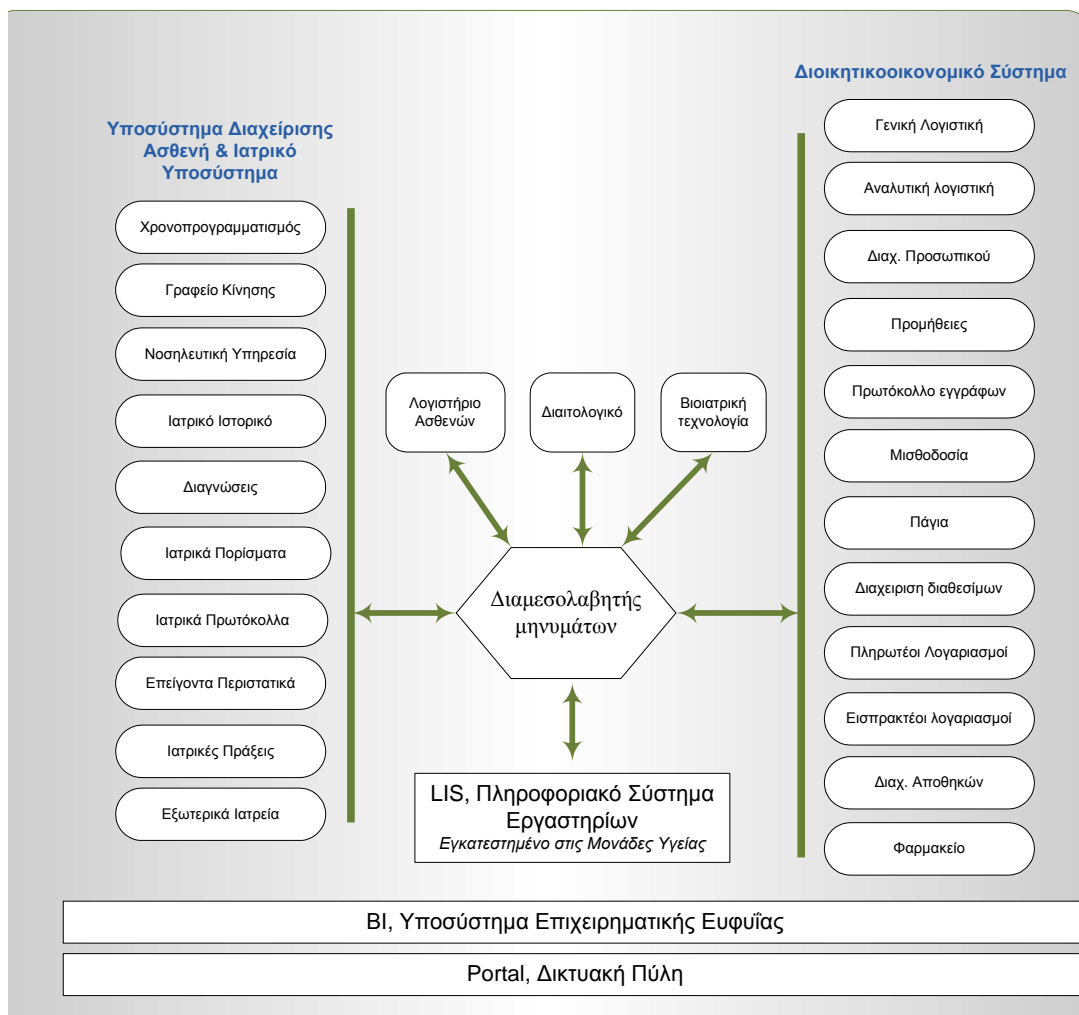 Υποσύστημα Διαχείρισης
Ασθενή & Ιατρικό
Υποσύστημα
Χρονοπρογραμματισμός
Γραφείο Κίνησης
Νοσηλευτική Υπηρεσία
Ιατρικό Ιστορικό
Διαγνώσεις
Ιατρικά Πορίσματα
Ιατρικά Πρωτόκολλα
Επείγοντα Περιστατικά
Ιατρικές Πράξεις
Εξωτερικά Ιατρεία
Λογιστήριο
Ασθενών
Διαιτολογικό
Βιοιατρική
τεχνολογία
Διαμεσολαβητής
μηνυμάτων
LIS, Πληροφοριακό Σύστημα
Εργαστηρίων
Εγκατεστημένο στις Μονάδες Υγείας
Διοικητικοοικονομικό Σύστημα
Γενική Λογιστική
Αναλυτική λογιστική
Διαχ. Προσωπικού
Προμήθειες
Πρωτόκολλο εγγράφων
Μισθοδοσία
Πάγια
Διαχειριση διαθεσίμων
Πληρωτέοι Λογαριασμοί
Εισπρακτέοι λογαριασμοί
Διαχ. Αποθηκών
Φαρμακείο
BI, Υποσύστημα Επιχειρηματικής Ευφυΐας
Portal, Δικτυακή Πύλη